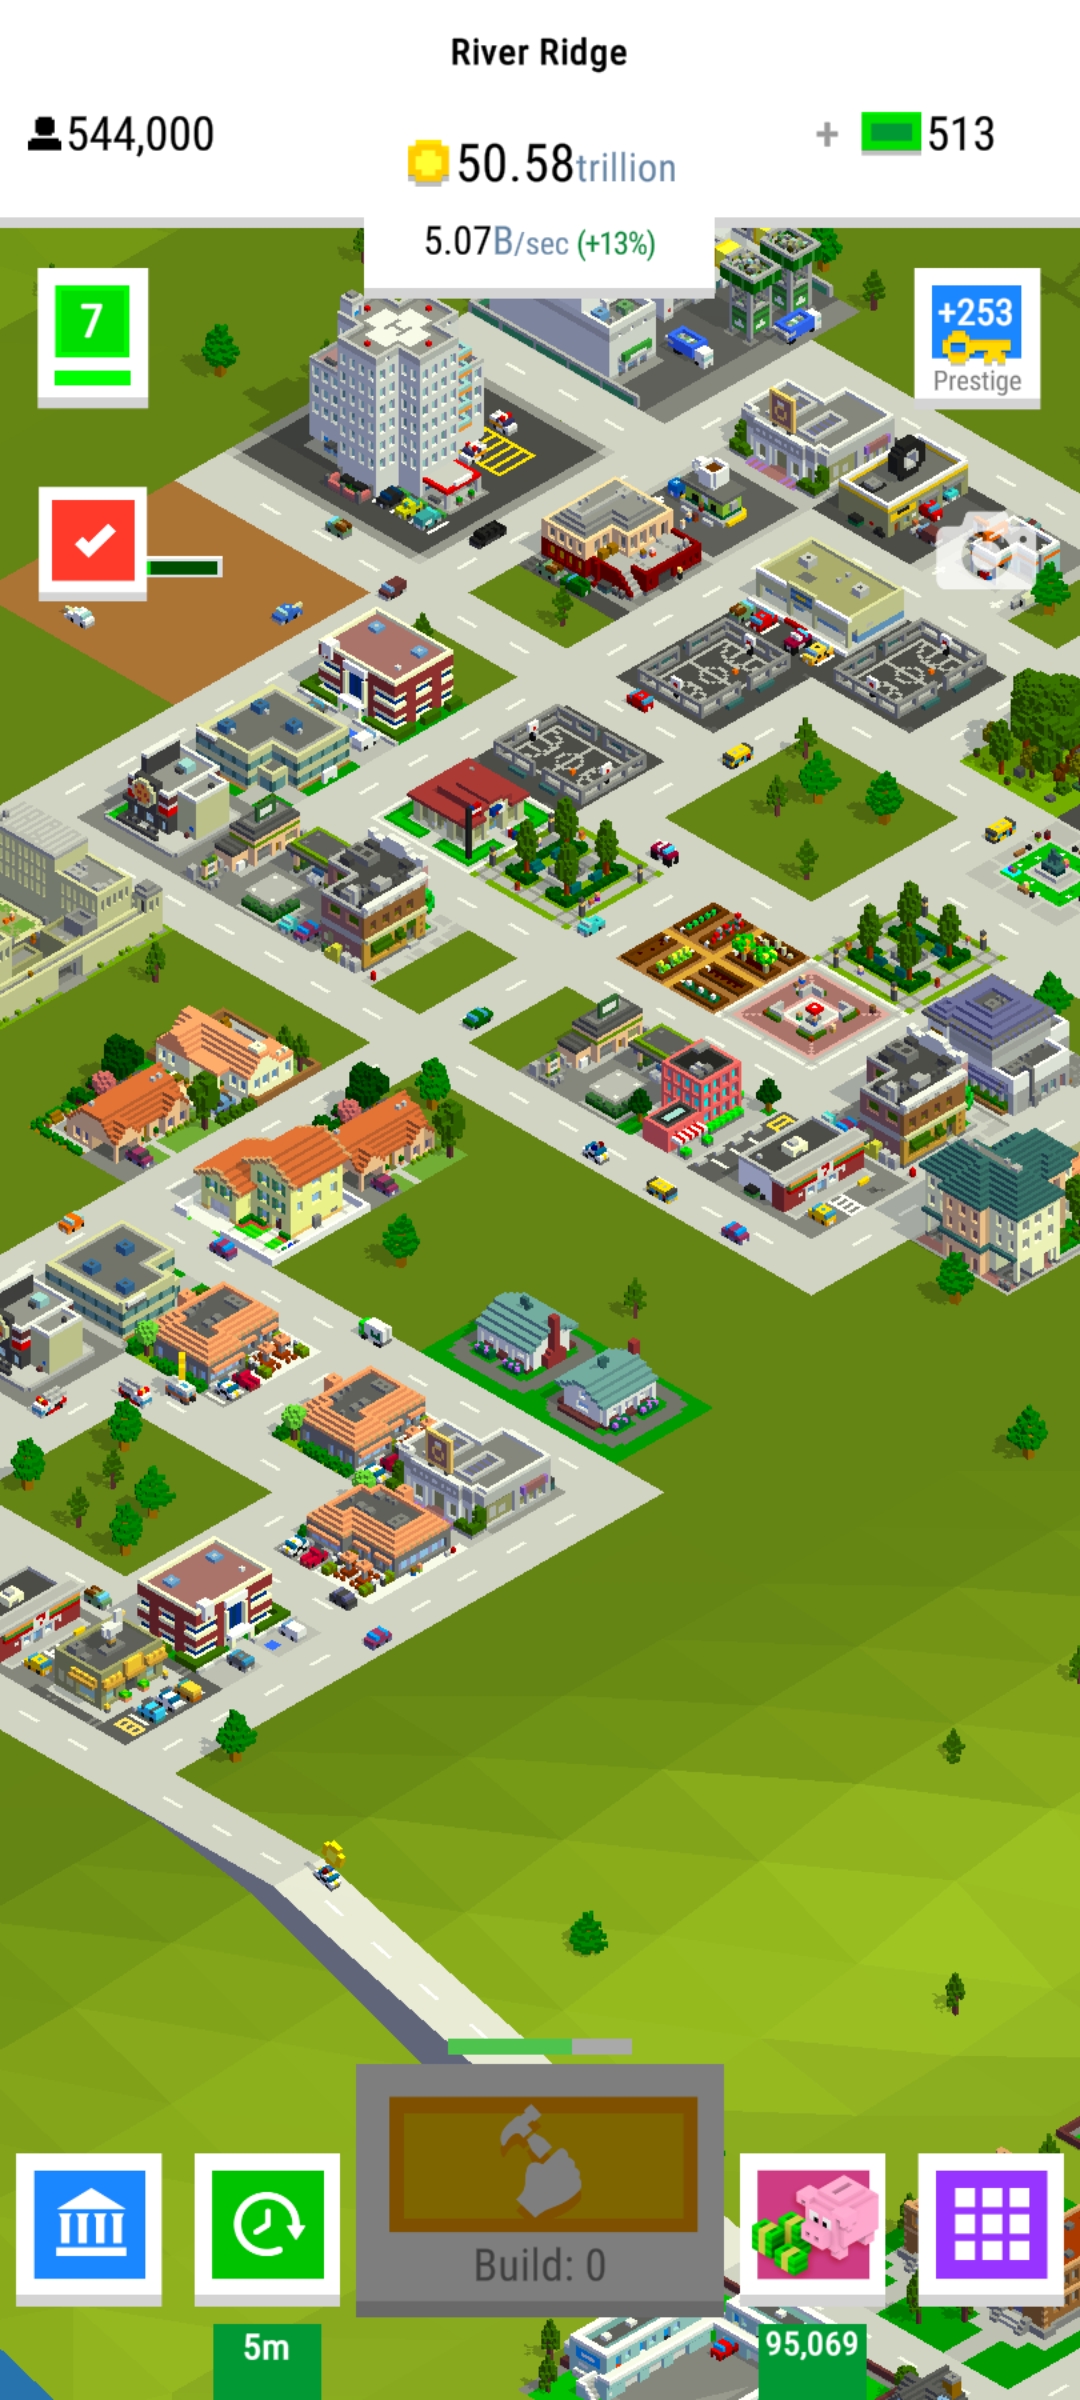 River Ridge
544,000
50.58trillion
+ 513
5.07B/sec (+13%)
7
+253
Prestige
Build: 0
5m
95,069